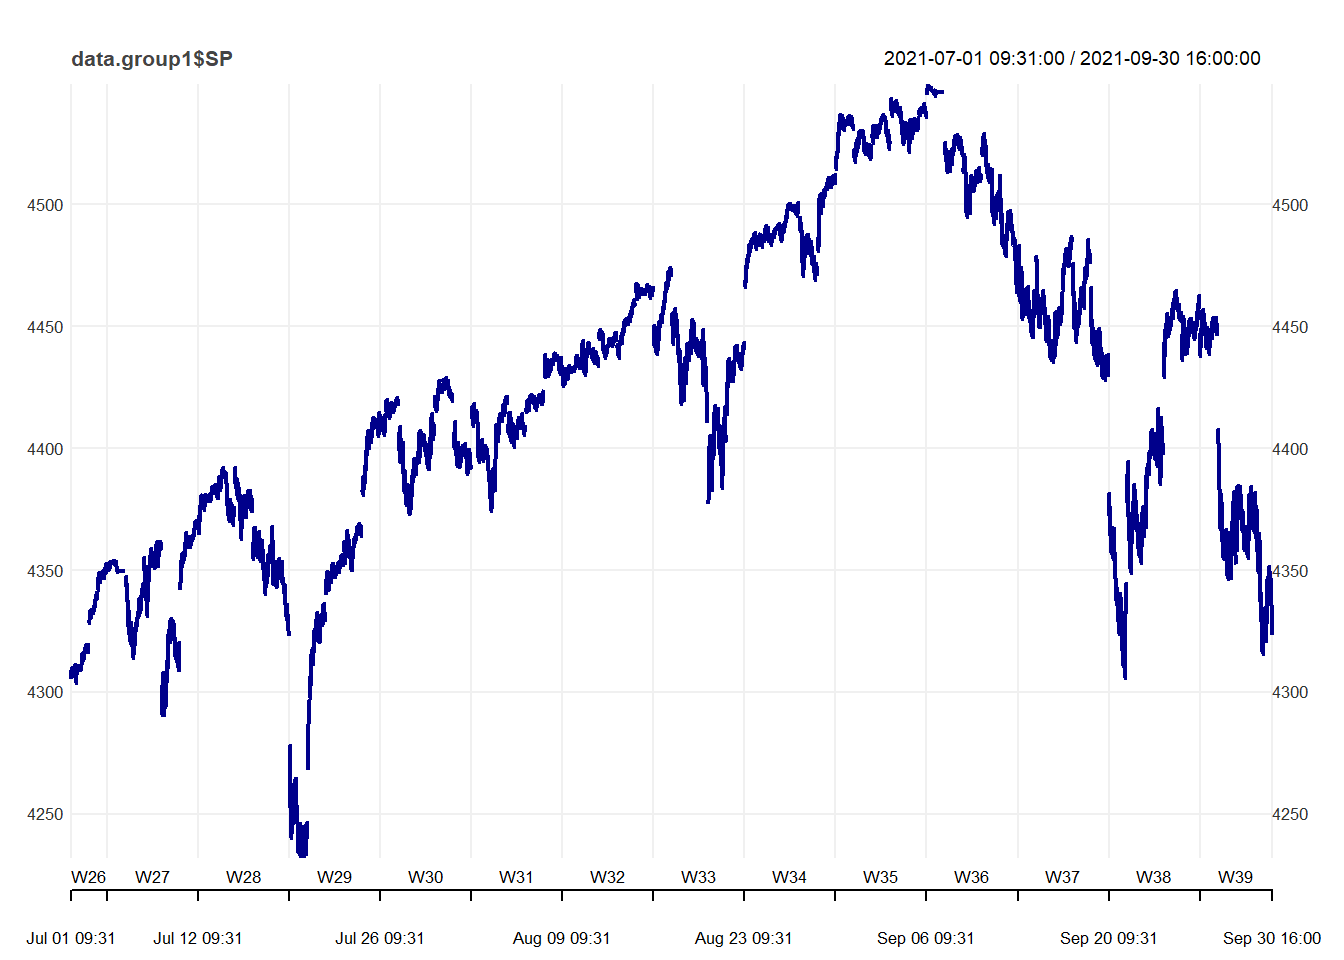 data.group1$SP 2021-07-01 09:31:00 / 2021-09-30 16:00:00
4500 4500
4450 4450
4400 4400
4350 4350
4300 4300
4250 4250
W26 W27 W28 W29 W30 W31 W32 W33 W34 W35 W36 W37 W38 W39
Jul 01 09:31 Jul 12 09:31 Jul 26 09:31 Aug 09 09:31 Aug 23 09:31 Sep 06 09:31 Sep 20 09:31 Sep 30 16:00